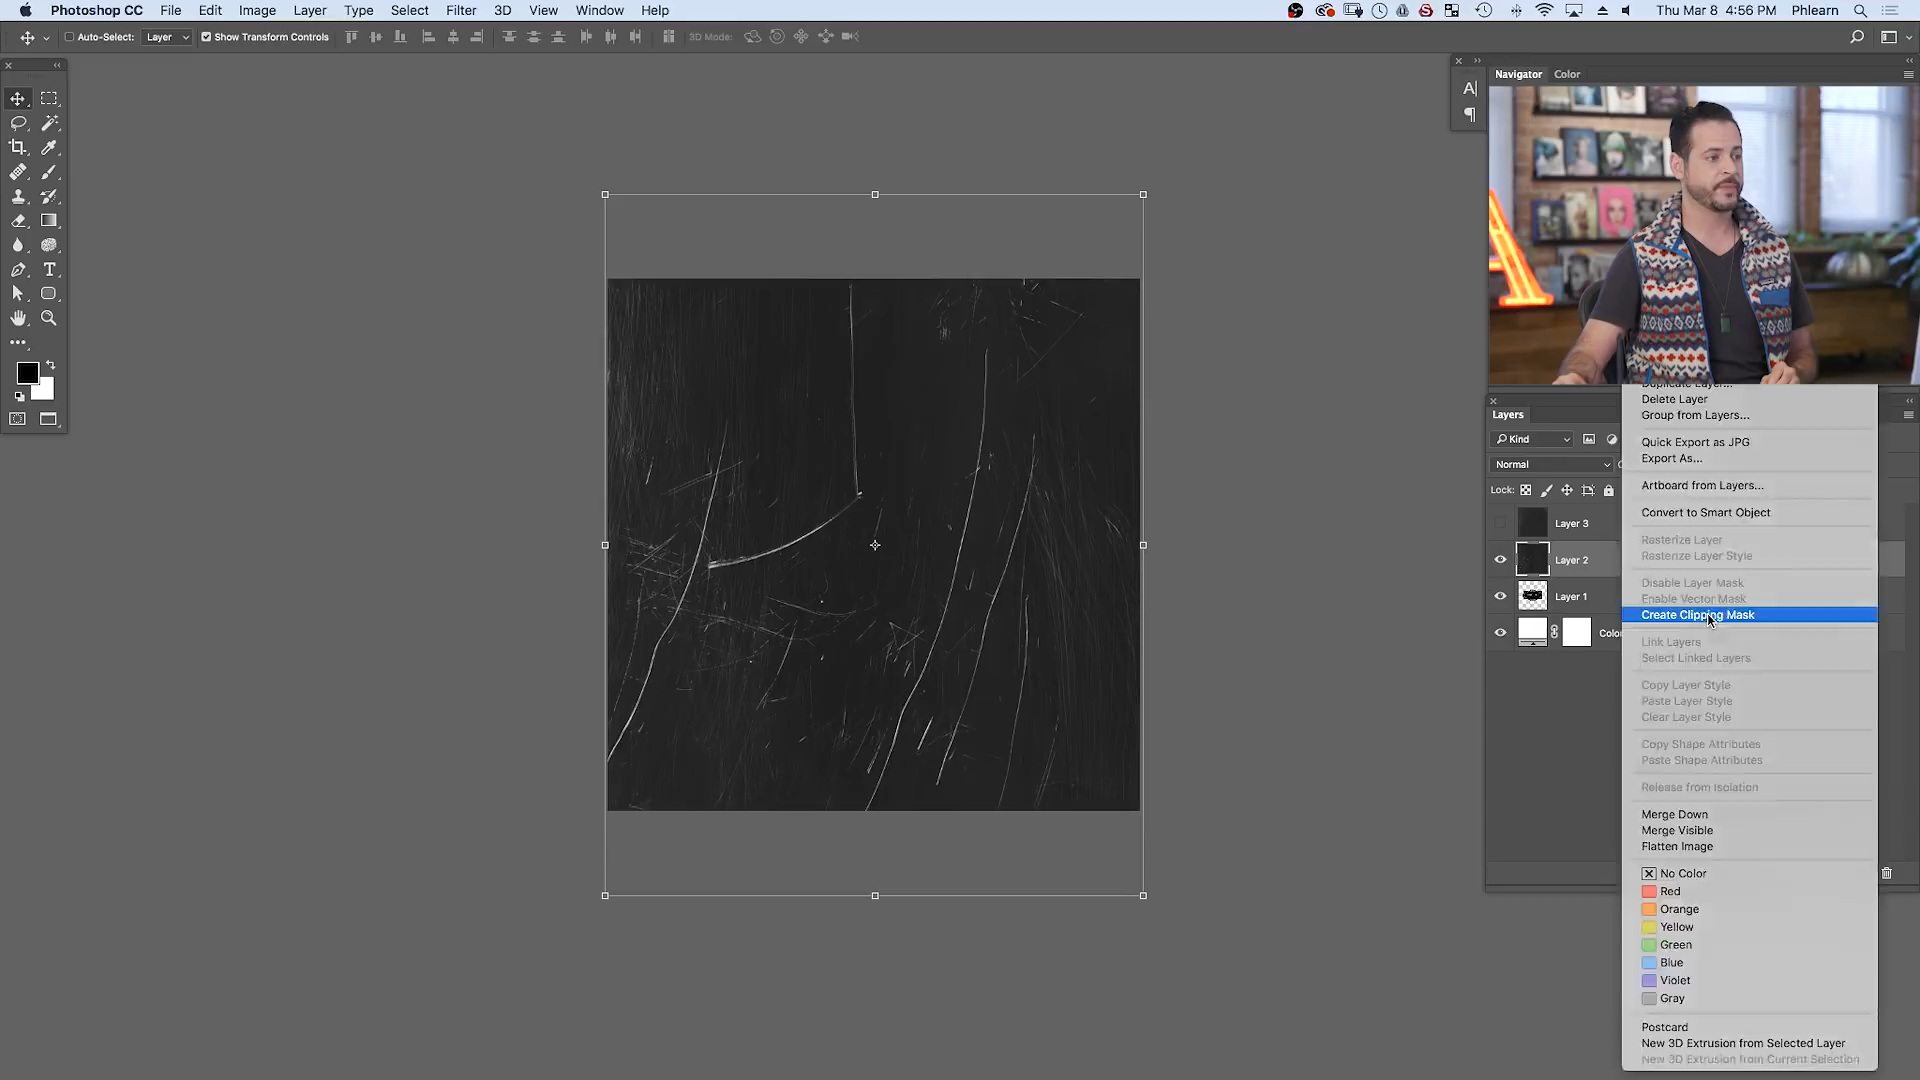 Photoshop CC File Edit Image Layer Type Select Filter 3D View Window Help Thu Mar 8 4:56 PM Phlearn
Auto-Select: Layer Show Transform Controls 3D Mode:
Navigator Color
A
Duplicate Layer...
Delete Layer
Layers
Group from Layers...
Kind
Quick Export as JPG
Export As...
Normal
Lock:
Artboard from Layers...
Convert to Smart Object
Layer 3
Rasterize Layer
Rasterize Layer Style
Layer 2
Disable Layer Mask
Enable Vector Mask
Layer 1
Create Clipping Mask
Colo
Link Layers
Select Linked Layers
Copy Layer Style
Paste Layer Style
Clear Layer Style
Copy Shape Attributes
Paste Shape Attributes
Release from Isolation
Merge Down
Merge Visible
Flatten Image
No Color
Red
Orange
Yellow
Green
Blue
Violet
Gray
Postcard
New 3D Extrusion from Selected Layer
New 3D Extrusion from Current Selection